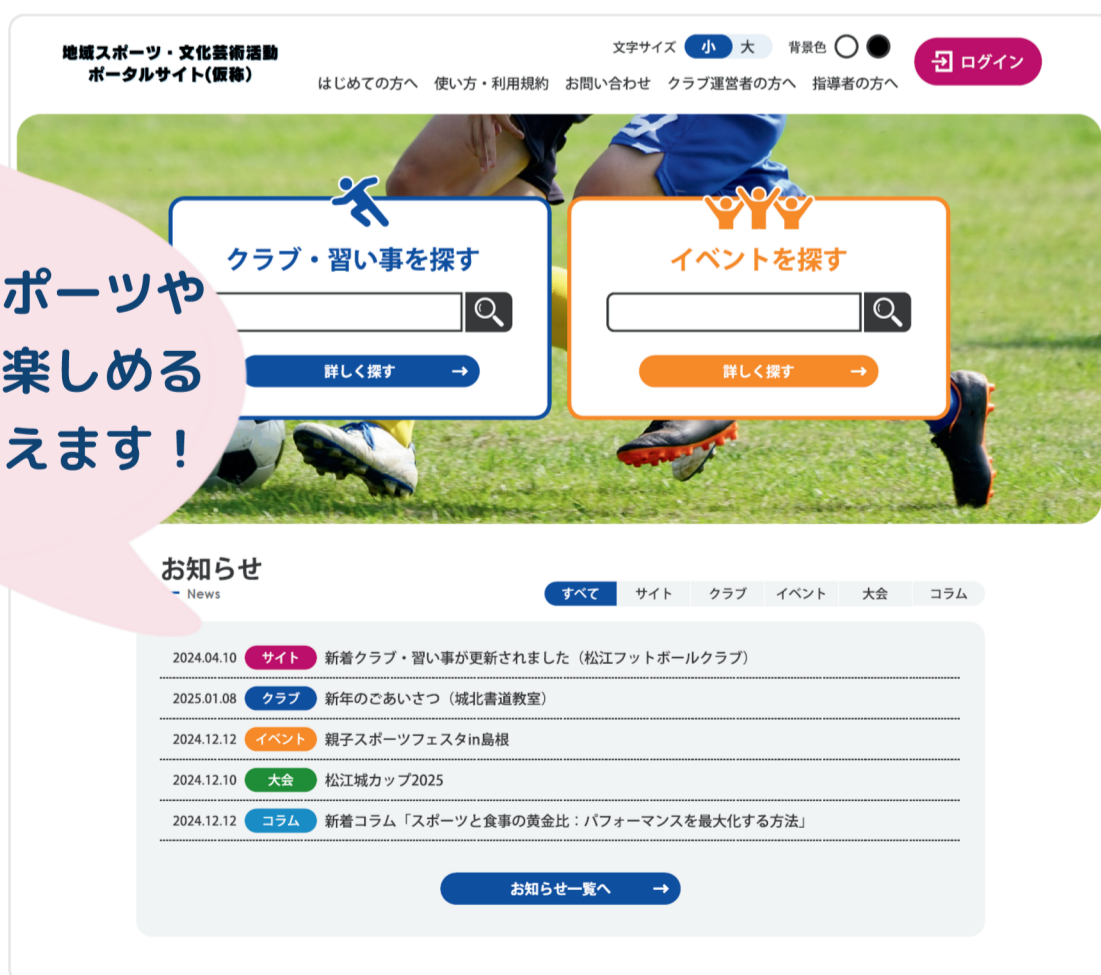 地域スポーツ・文化芸術活動
ポータルサイト(仮称)
文字サイズ 小 大 背景色
はじめての方へ 使い方・利用規約 お問い合わせ クラブ運営者の方へ 指導者の方へ
ログイン
ポーツや
楽しめる
えます!
クラブ・習い事を探す
詳しく探す →
イベントを探す
詳しく探す →
お知らせ
News
すべて サイト クラブ イベント 大会 コラム
2024.04.10 サイト 新着クラブ・習い事が更新されました(松江フットボールクラブ)
2025.01.08 クラブ 新年のごあいさつ(城北書道教室)
2024.12.12 イベント 親子スポーツフェスタin島根
2024.12.10 大会 松江城カップ2025
2024.12.12 コラム 新着コラム「スポーツと食事の黄金比:パフォーマンスを最大化する方法」
お知らせ一覧へ →